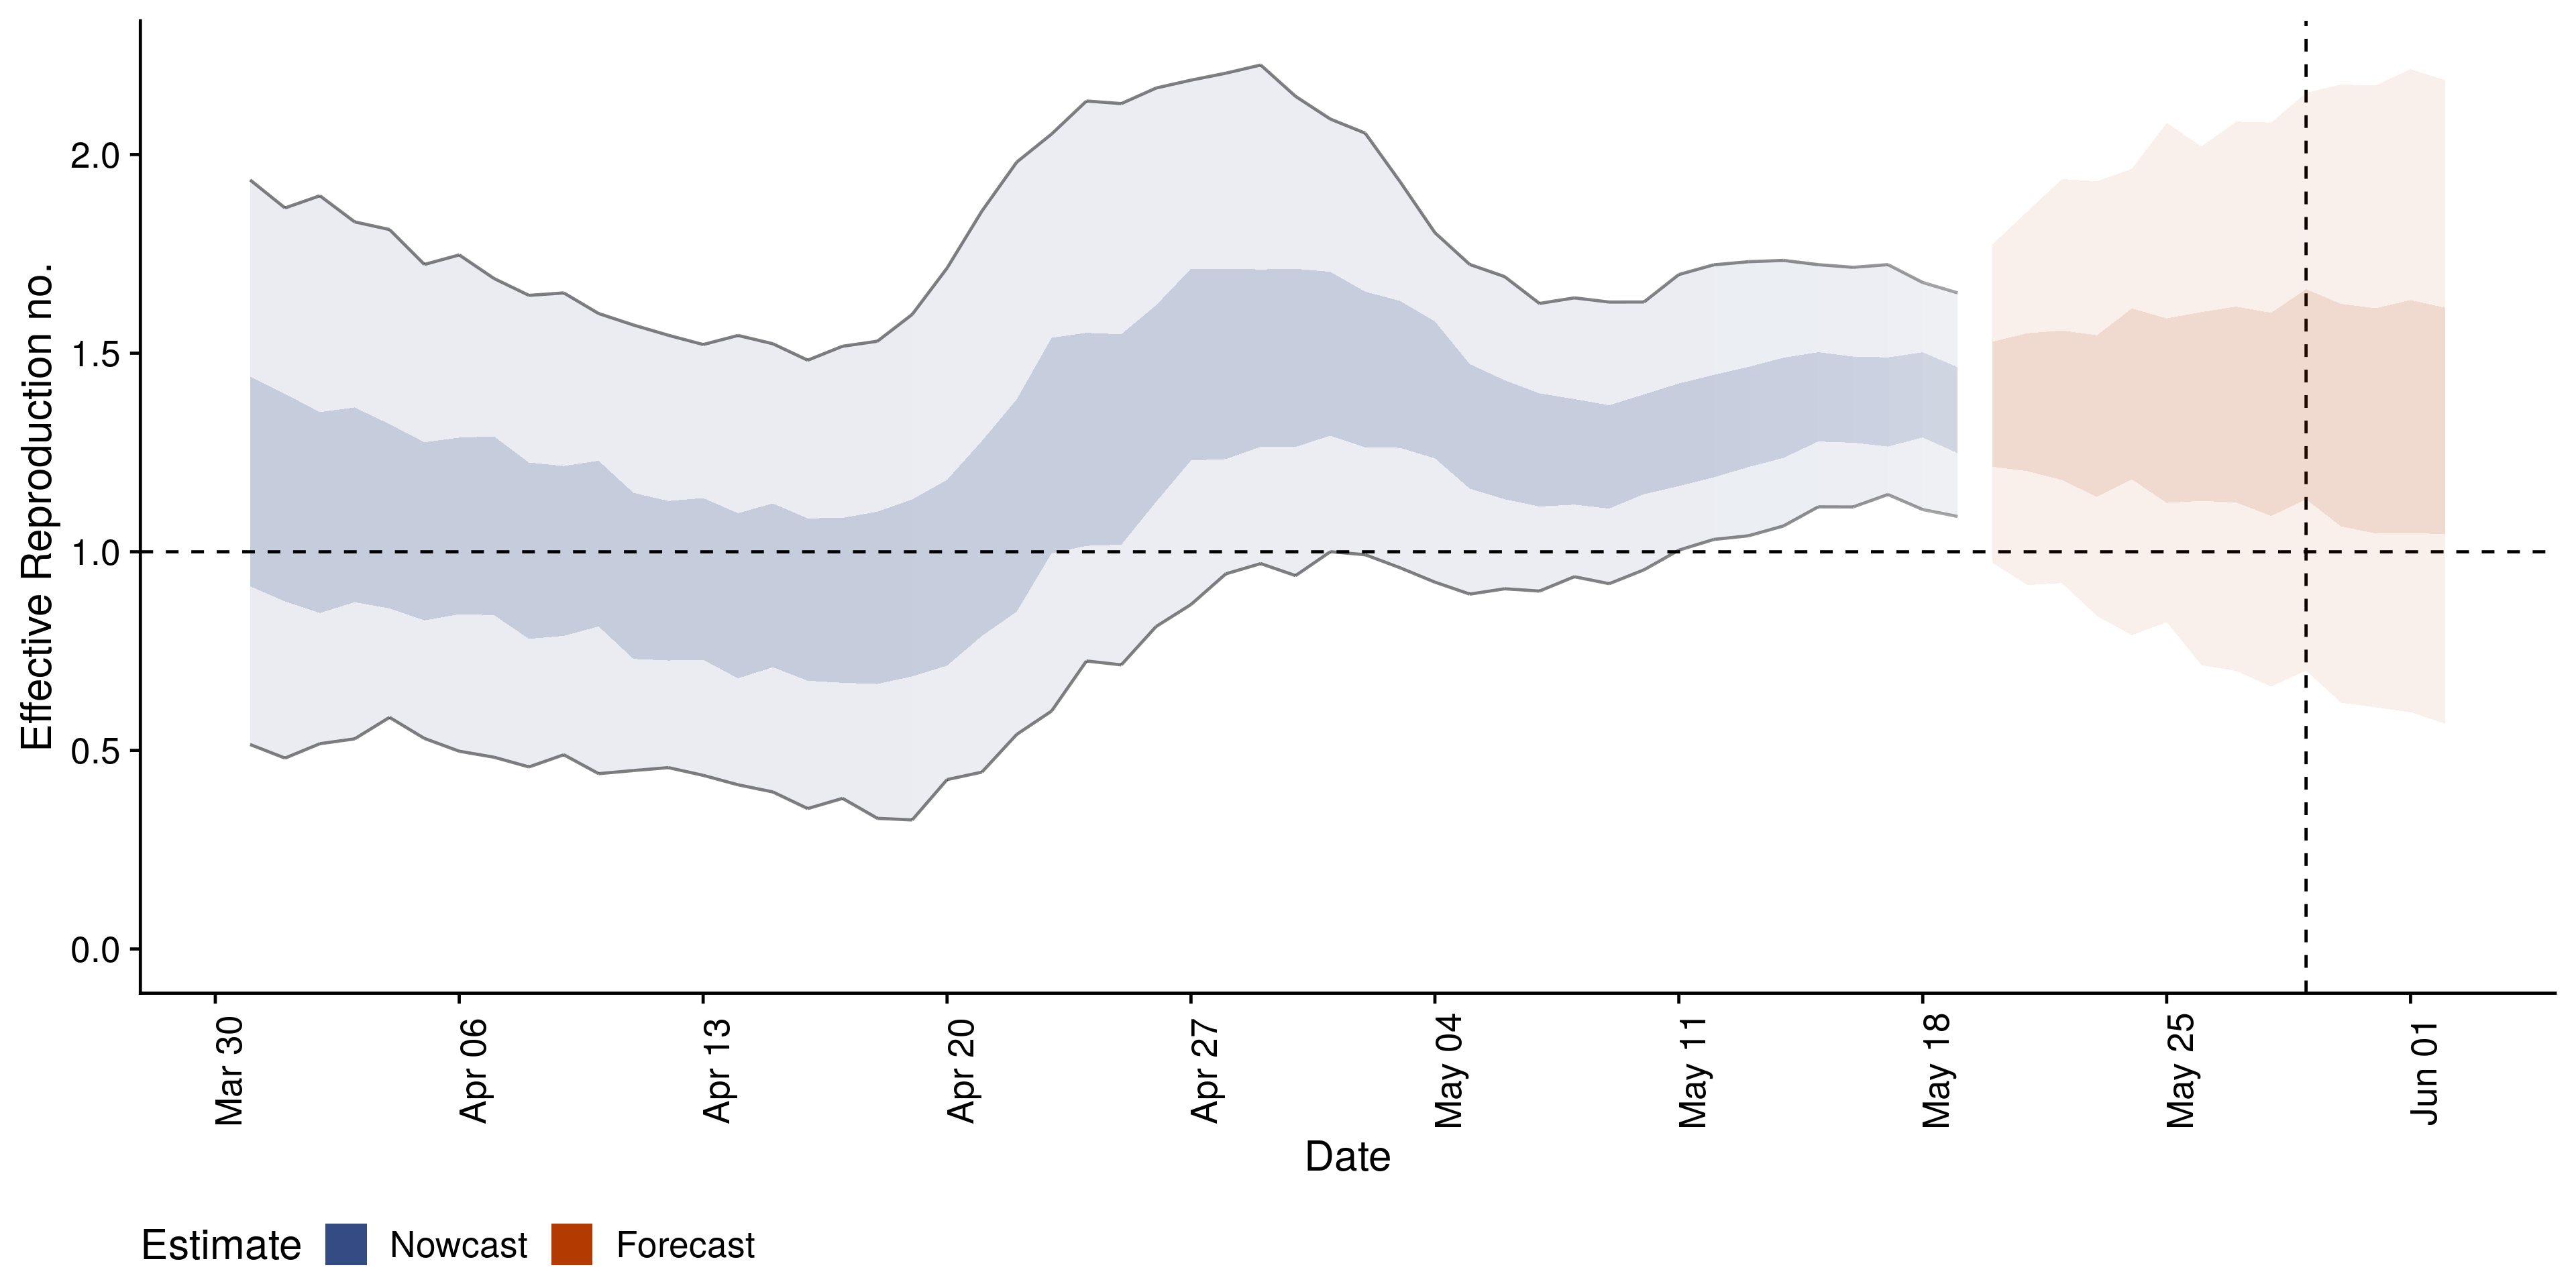 Effective Reproduction no.
2.0
1.5
1.0
0.5
0.0
Mar 30
Apr 06
Apr 13
Apr 20
Apr 27
May 04
May 11
May 18
May 25
Jun 01
Date
Estimate Nowcast Forecast